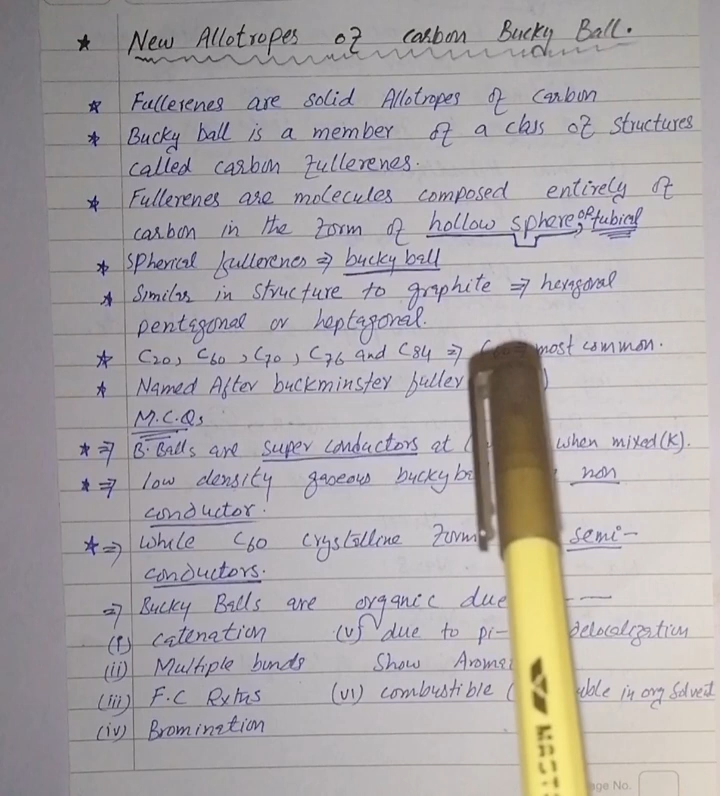 * New Allotropes of carbon Bucky Ball.
* Fullerenes are solid Allotropes of Carbon
* Bucky ball is a member of a class of structures
called carbon fullerenes.
* Fullerenes are molecules composed entirely of
carbon in the form of hollow sphere, or tubical
* Spherical fullerenes ⇒ bucky ball
* Similar in structure to graphite ⇒ hexagonal
pentagonal or heptagonal.
* C20, C60, C70, C76 and C84 ⇒ most common.
* Named After buckminster fuller )
M.C.Qs
* ⇒ B. Balls are super conductors at when mixed (K).
* ⇒ low density gaseous bucky non
conductor.
* ⇒ while C60 Crystalline form semi-
conductors.
⇒ Bucky Balls are organic due
(i) Catenation (v) due to pi- delocalization
(ii) Multiple bonds Show
(iii) F.C Rxtns (vi) combustible ( in org Solvent
(iv) Bromination
age No.